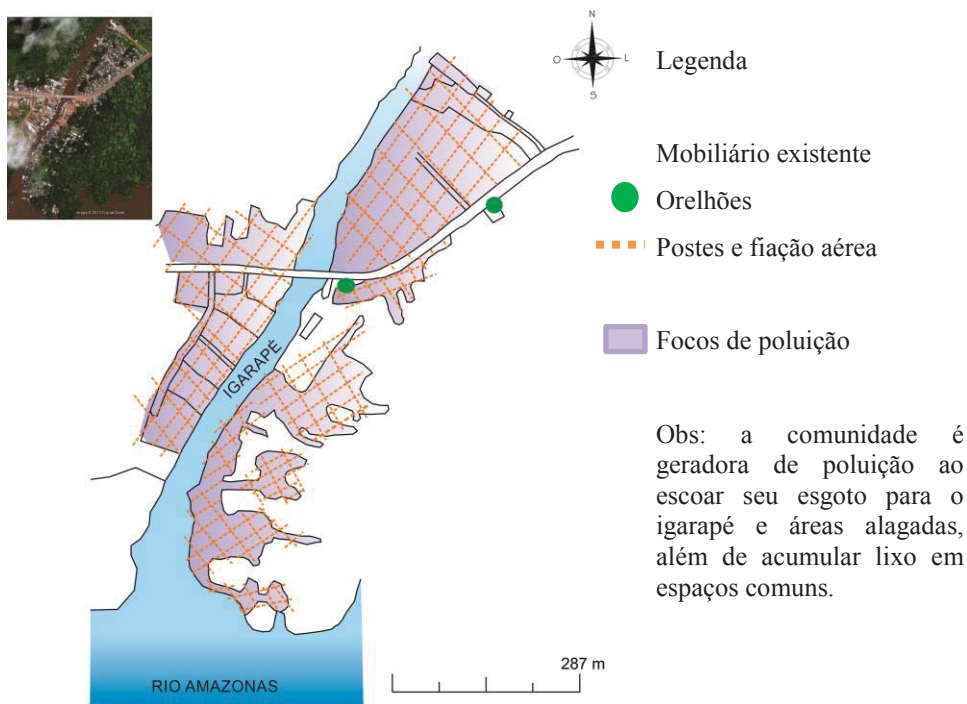 N
O
L
S
Legenda
Mobiliário existente
Orelhões
Postes e fiação aérea
Focos de poluição
Obs: a comunidade é
geradora de poluição ao
escoar seu esgoto para o
igarapé e áreas alagadas,
além de acumular lixo em
espaços comuns.
IGARAPÉ
287 m
RIO AMAZONAS